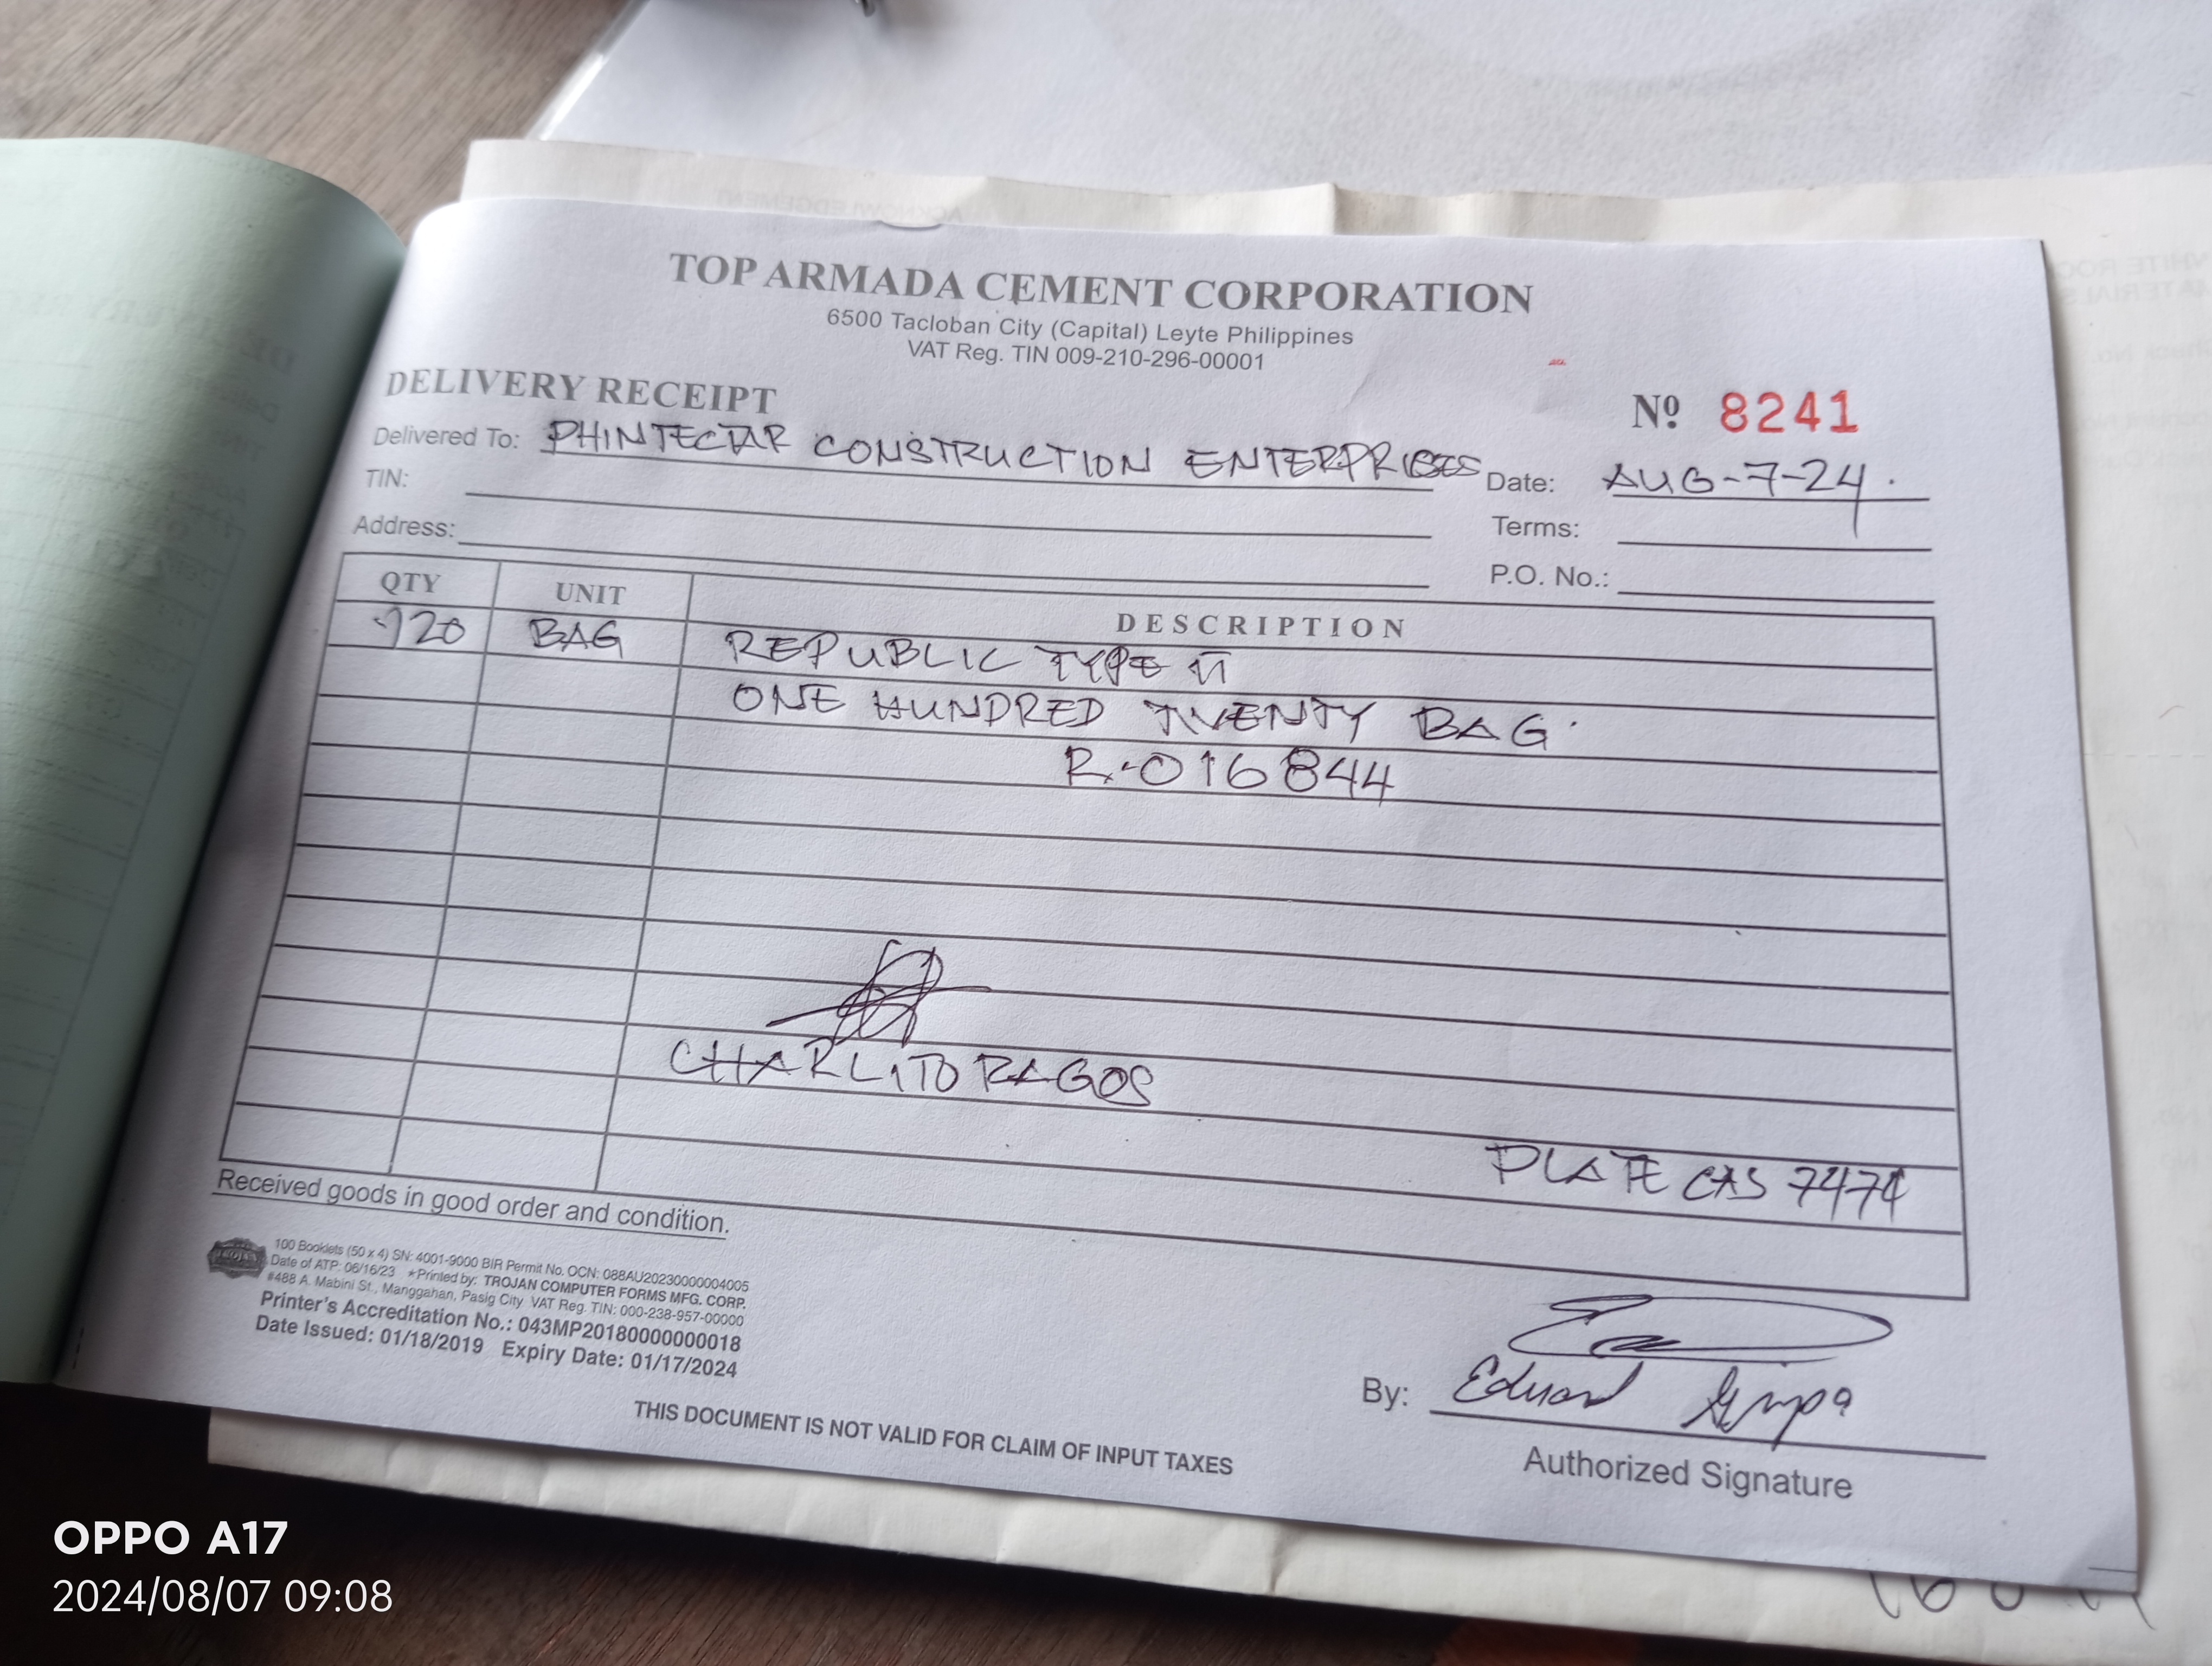 TOP ARMADA CEMENT CORPORATION
6500 Tacloban City (Capital) Leyte Philippines
VAT Reg. TIN 009-210-296-00001
DELIVERY RECEIPT
Nº 8241
Delivered To: PHINTECTAR CONSTRUCTION ENTERPRISES
Date: AUG-7-24.
TIN:
Terms:
Address:
P.O. No.:
QTY UNIT DESCRIPTION
120 BAG REPUBLIC TYPE II
ONE HUNDRED TWENTY BAG.
R.016844
CHARLITO RAGOS
PLATE CAS 7474
Received goods in good order and condition.
100 Booklets (50 x 4) SN: 4001-9000 BIR Permit No. OCN: 088AU20230000004005
Date of ATP: 06/16/23 *Printed by: TROJAN COMPUTER FORMS MFG. CORP.
#488 A. Mabini St., Manggahan, Pasig City VAT Reg. TIN: 000-238-957-00000
Printer's Accreditation No.: 043MP20180000000018
Date Issued: 01/18/2019 Expiry Date: 01/17/2024
By: Eduard
Authorized Signature
THIS DOCUMENT IS NOT VALID FOR CLAIM OF INPUT TAXES
OPPO A17
2024/08/07 09:08